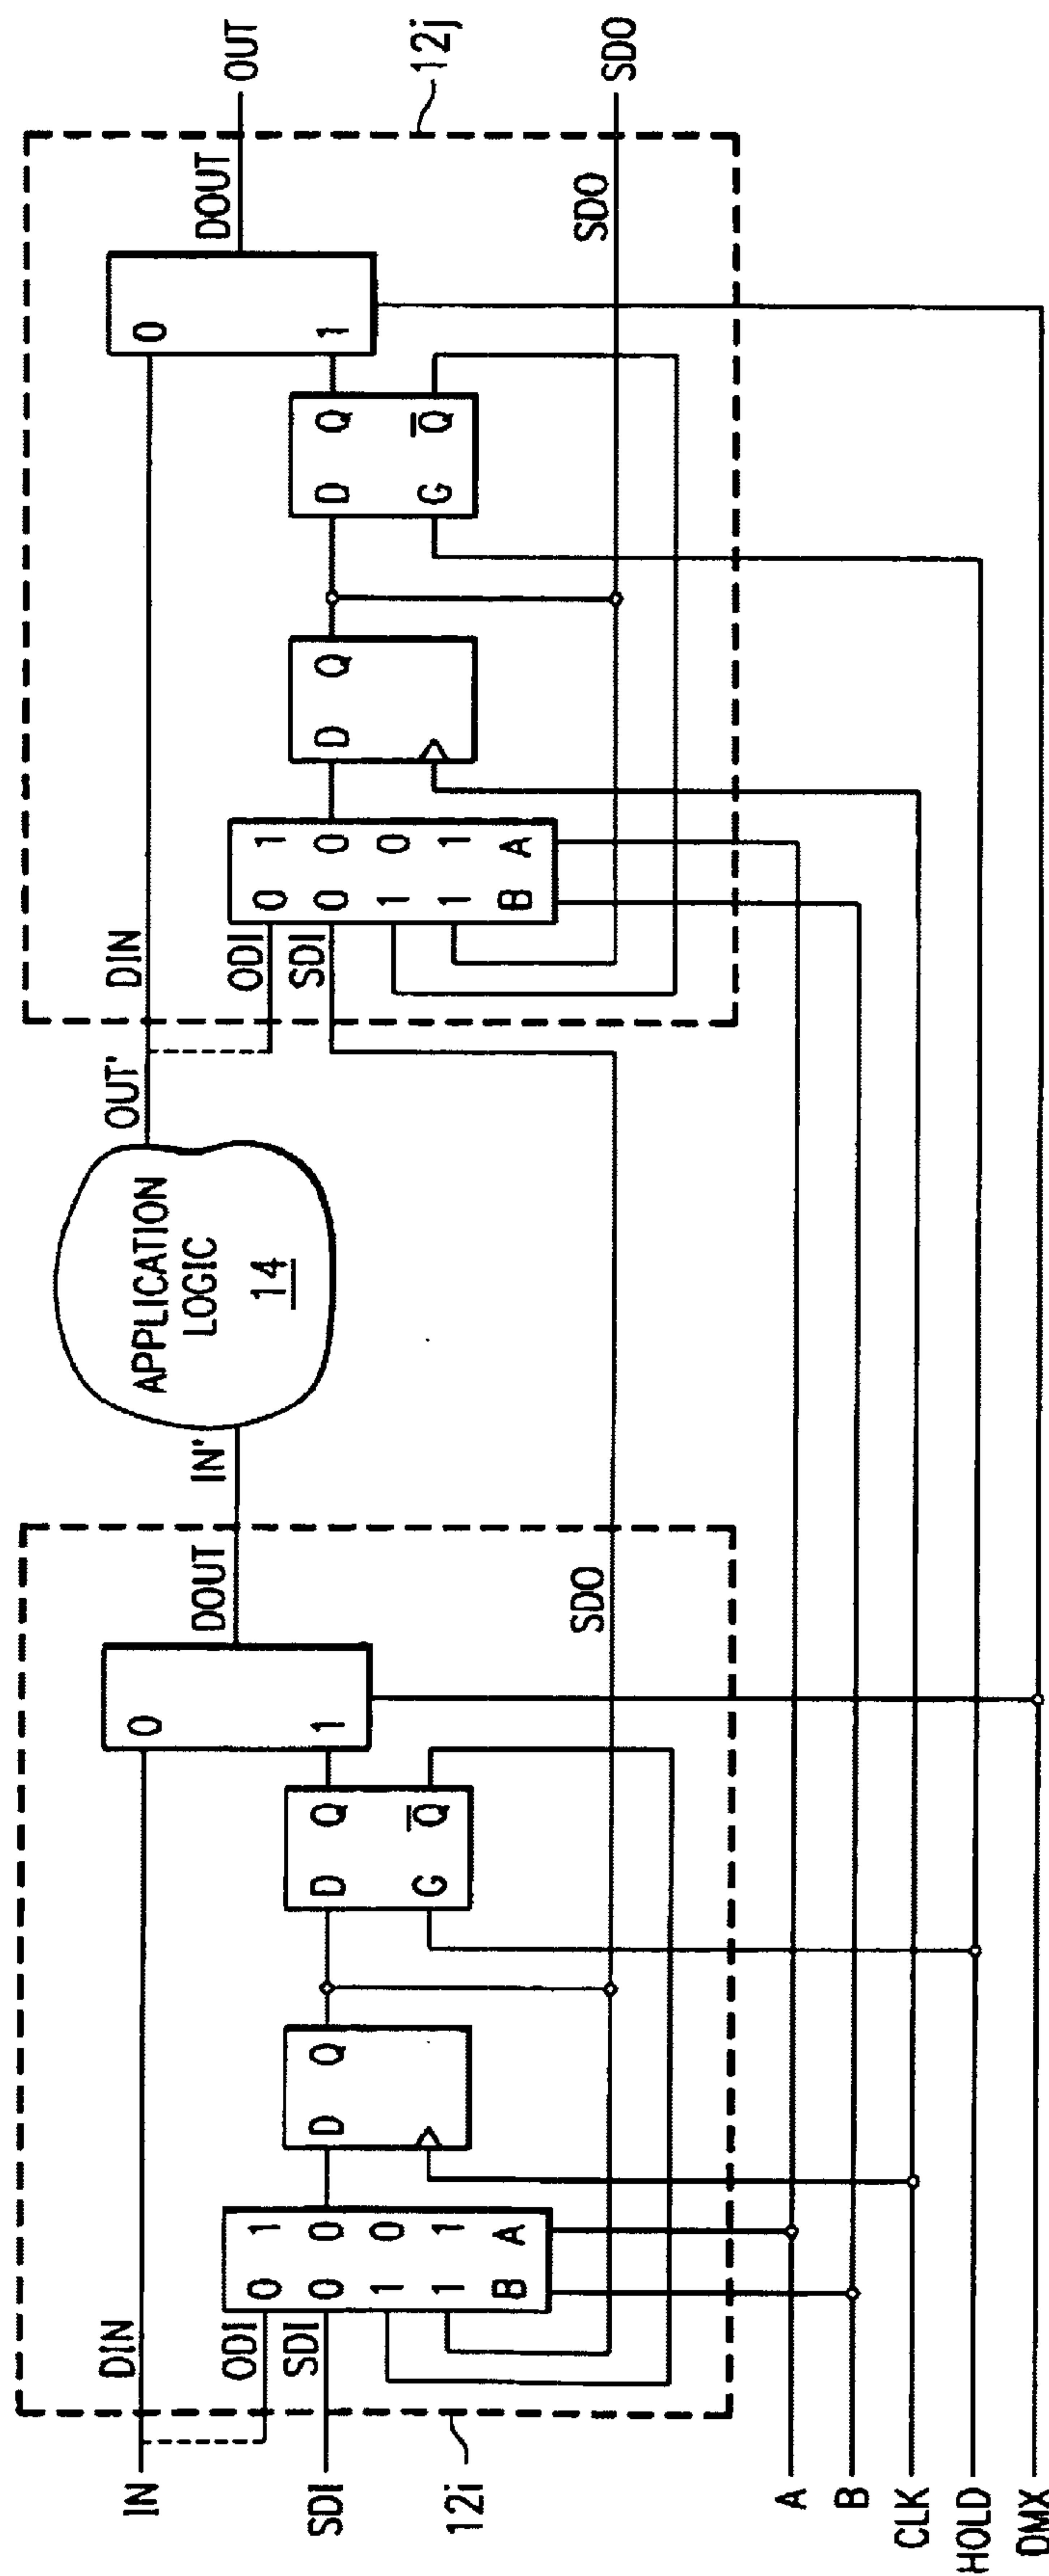 IN
DIN
ODI
SDI
SDI
0 1
0 0
1 0
1 1
B A
D Q
D Q
G Q̅
0
1
DOUT
SDO
12i
IN'
APPLICATION
LOGIC
14
OUT'
DIN
ODI
SDI
0 1
0 0
1 0
1 1
B A
D Q
D Q
G Q̅
0
1
DOUT
OUT
12j
SDO
SDO
A
B
CLK
HOLD
DMX